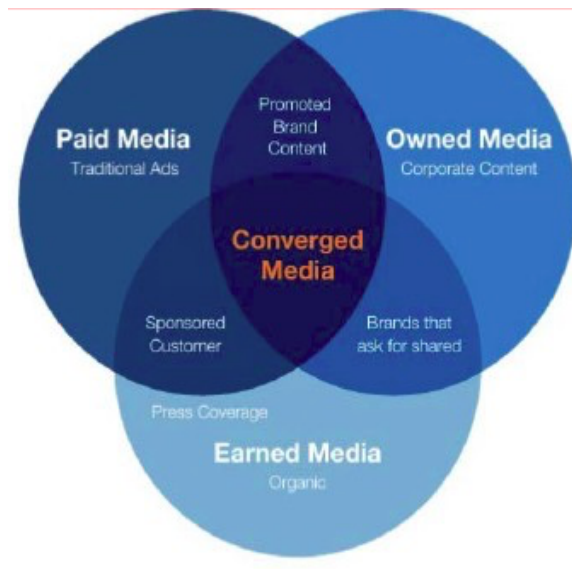 Promoted
Brand
Content
Paid Media
Traditional Ads
Owned Media
Corporate Content
Converged
Media
Sponsored
Customer
Brands that
ask for shared
Press Coverage
Earned Media
Organic